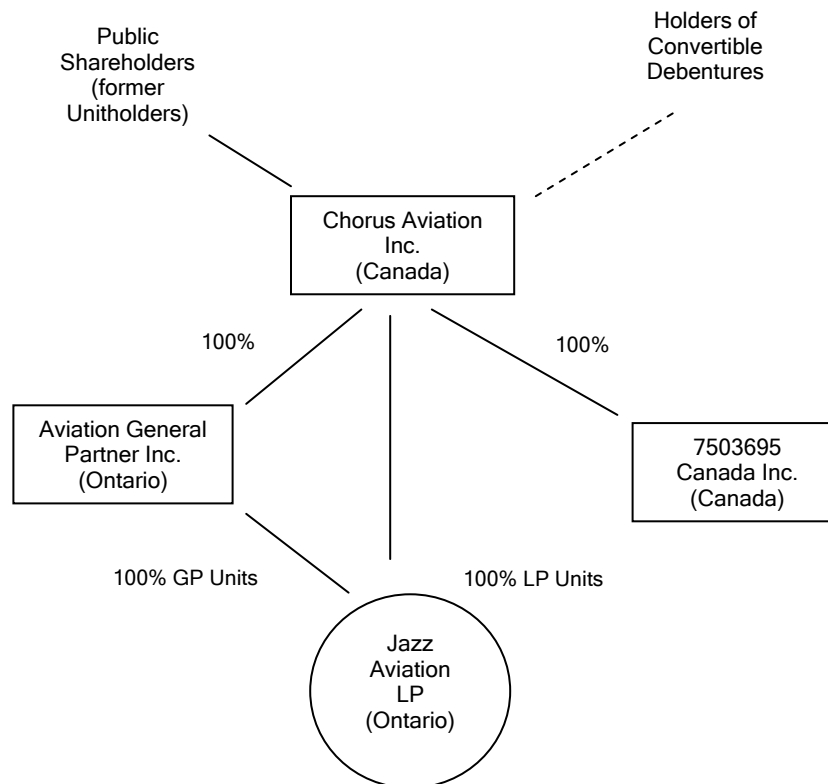 Public
Shareholders
(former
Unitholders)
Holders of
Convertible
Debentures
Chorus Aviation
Inc.
(Canada)
100%
100%
Aviation General
Partner Inc.
(Ontario)
7503695
Canada Inc.
(Canada)
100% GP Units
100% LP Units
Jazz
Aviation
LP
(Ontario)